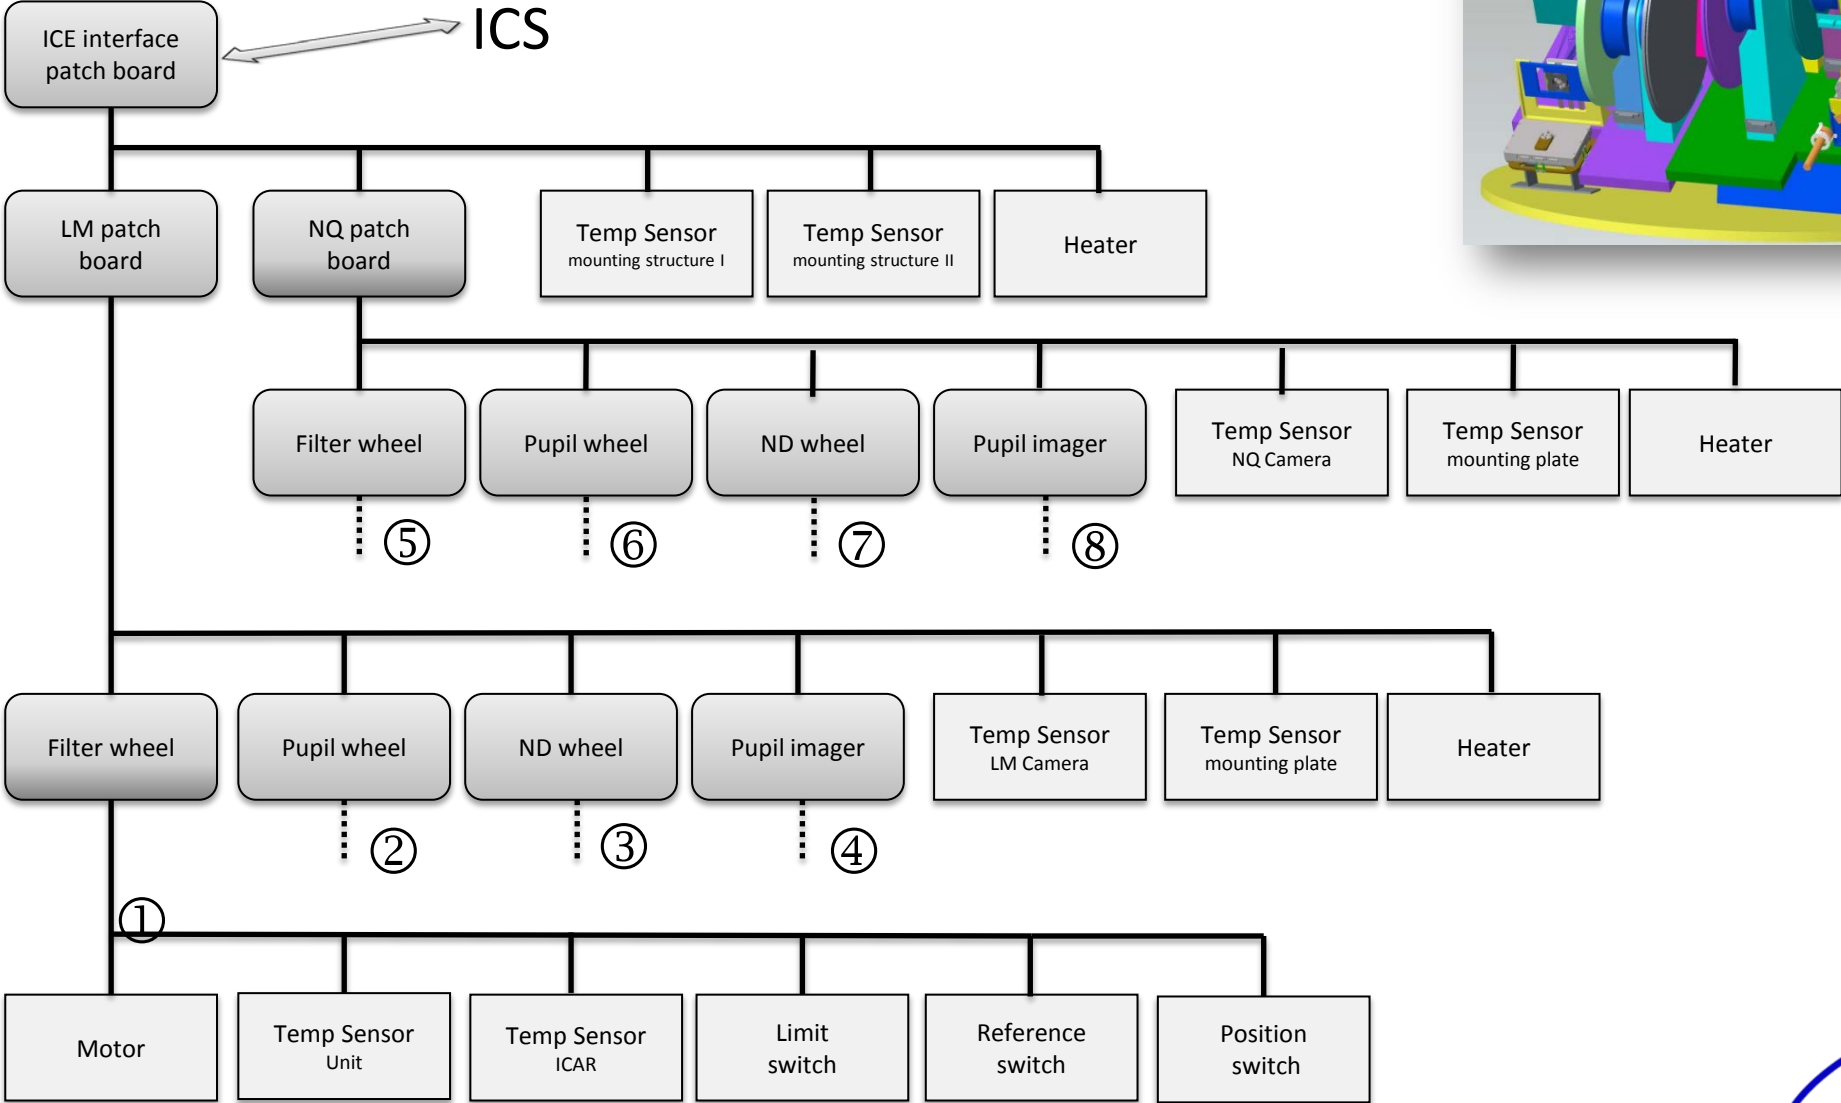 ICE interface
patch board
ICS
LM patch
board
NQ patch
board
Temp Sensor
mounting structure I
Temp Sensor
mounting structure II
Heater
Filter wheel
Pupil wheel
ND wheel
Pupil imager
Temp Sensor
NQ Camera
Temp Sensor
mounting plate
Heater
⑤
⑥
⑦
⑧
Filter wheel
Pupil wheel
ND wheel
Pupil imager
Temp Sensor
LM Camera
Temp Sensor
mounting plate
Heater
②
③
④
①
Motor
Temp Sensor
Unit
Temp Sensor
ICAR
Limit
switch
Reference
switch
Position
switch